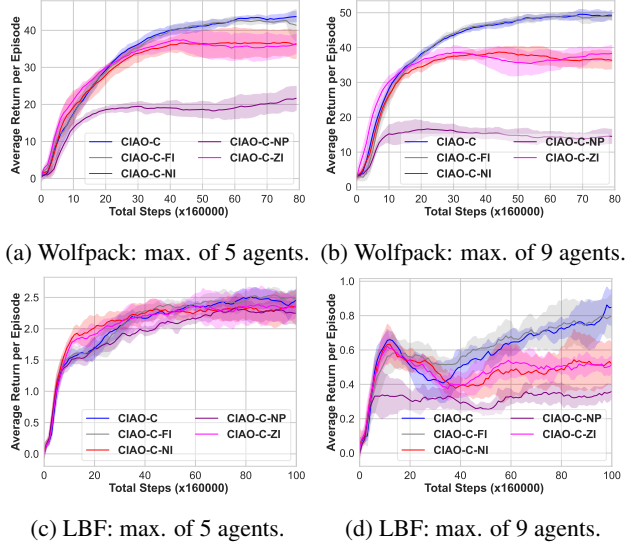 Average Return per Episode
40
30
20
10
0
CIAO-C
CIAO-C-FI
CIAO-C-NI
CIAO-C-NP
CIAO-C-ZI
0 10 20 30 40 50 60 70 80
Total Steps (x160000)
Average Return per Episode
50
40
30
20
10
0
CIAO-C
CIAO-C-FI
CIAO-C-NI
CIAO-C-NP
CIAO-C-ZI
0 10 20 30 40 50 60 70 80
Total Steps (x160000)
(a) Wolfpack: max. of 5 agents. (b) Wolfpack: max. of 9 agents.
Average Return per Episode
2.5
2.0
1.5
1.0
0.5
0.0
CIAO-C
CIAO-C-FI
CIAO-C-NI
CIAO-C-NP
CIAO-C-ZI
0 20 40 60 80 100
Total Steps (x160000)
Average Return per Episode
1.0
0.8
0.6
0.4
0.2
0.0
CIAO-C
CIAO-C-FI
CIAO-C-NI
CIAO-C-NP
CIAO-C-ZI
0 20 40 60 80 100
Total Steps (x160000)
(c) LBF: max. of 5 agents.
(d) LBF: max. of 9 agents.